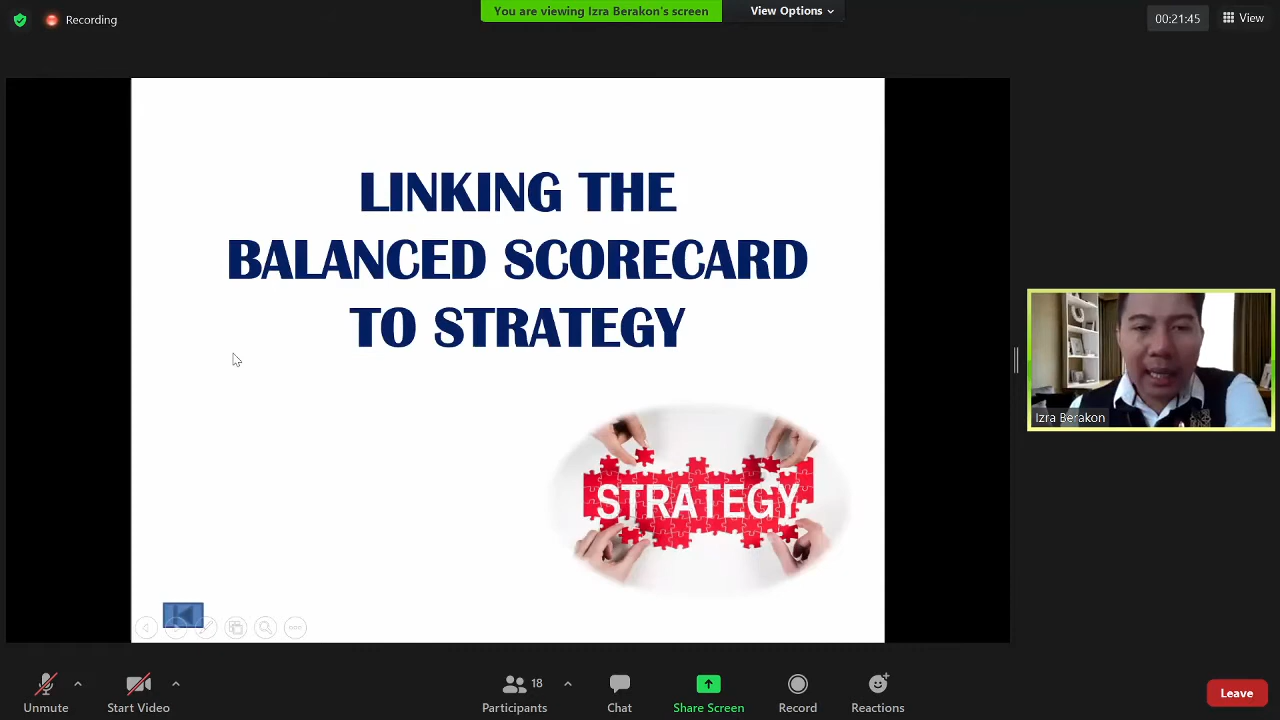 Recording
You are viewing Izra Berakon's screen
View Options
00:21:45
View
LINKING THE
BALANCED SCORECARD
TO STRATEGY
STRATEGY
Izra Berakon
Unmute
Start Video
18
Participants
Chat
Share Screen
Record
Reactions
Leave